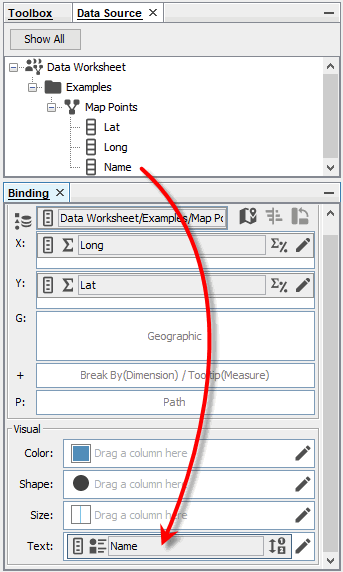 Toolbox Data Source ×
Show All
Data Worksheet
Examples
Map Points
Lat
Long
Name
Binding ×
Data Worksheet/Examples/Map Po
X: Long
Y: Lat
G: Geographic
+ Break By(Dimension) / Tooltip(Measure)
P: Path
Visual
Color: Drag a column here
Shape: Drag a column here
Size: Drag a column here
Text: Name